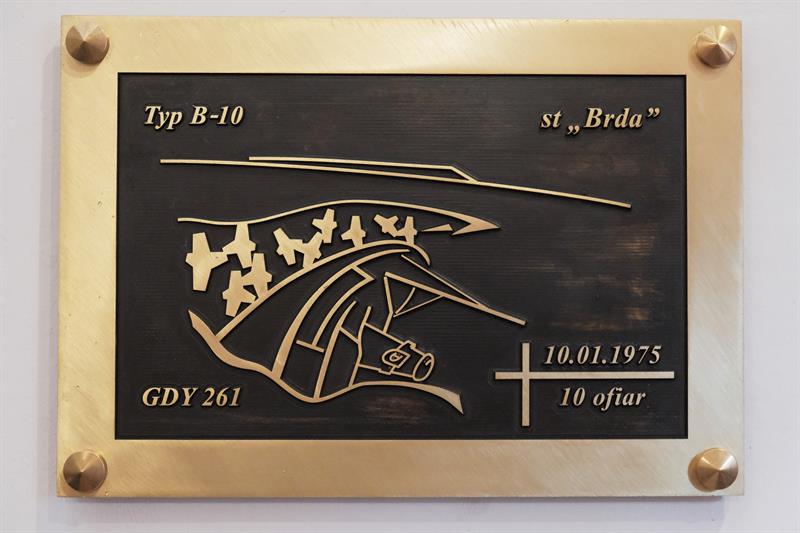 Typ B-10
st „Brda”
GDY 261
10.01.1975
10 ofiar